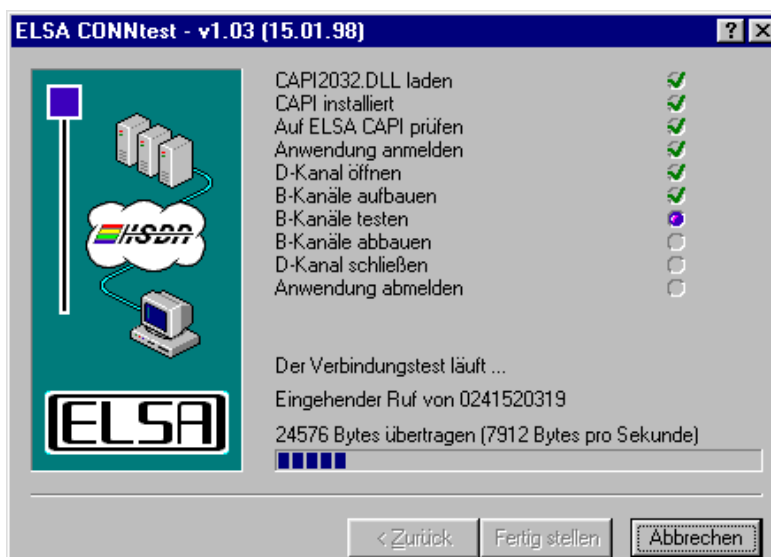 ELSA CONNtest - v1.03 (15.01.98)
CAPI2032.DLL laden
CAPI installiert
Auf ELSA CAPI prüfen
Anwendung anmelden
D-Kanal öffnen
B-Kanäle aufbauen
B-Kanäle testen
B-Kanäle abbauen
D-Kanal schließen
Anwendung abmelden
ISDN
ELSA
Der Verbindungstest läuft ...
Eingehender Ruf von 0241520319
24576 Bytes übertragen (7912 Bytes pro Sekunde)
< Zurück
Fertig stellen
Abbrechen